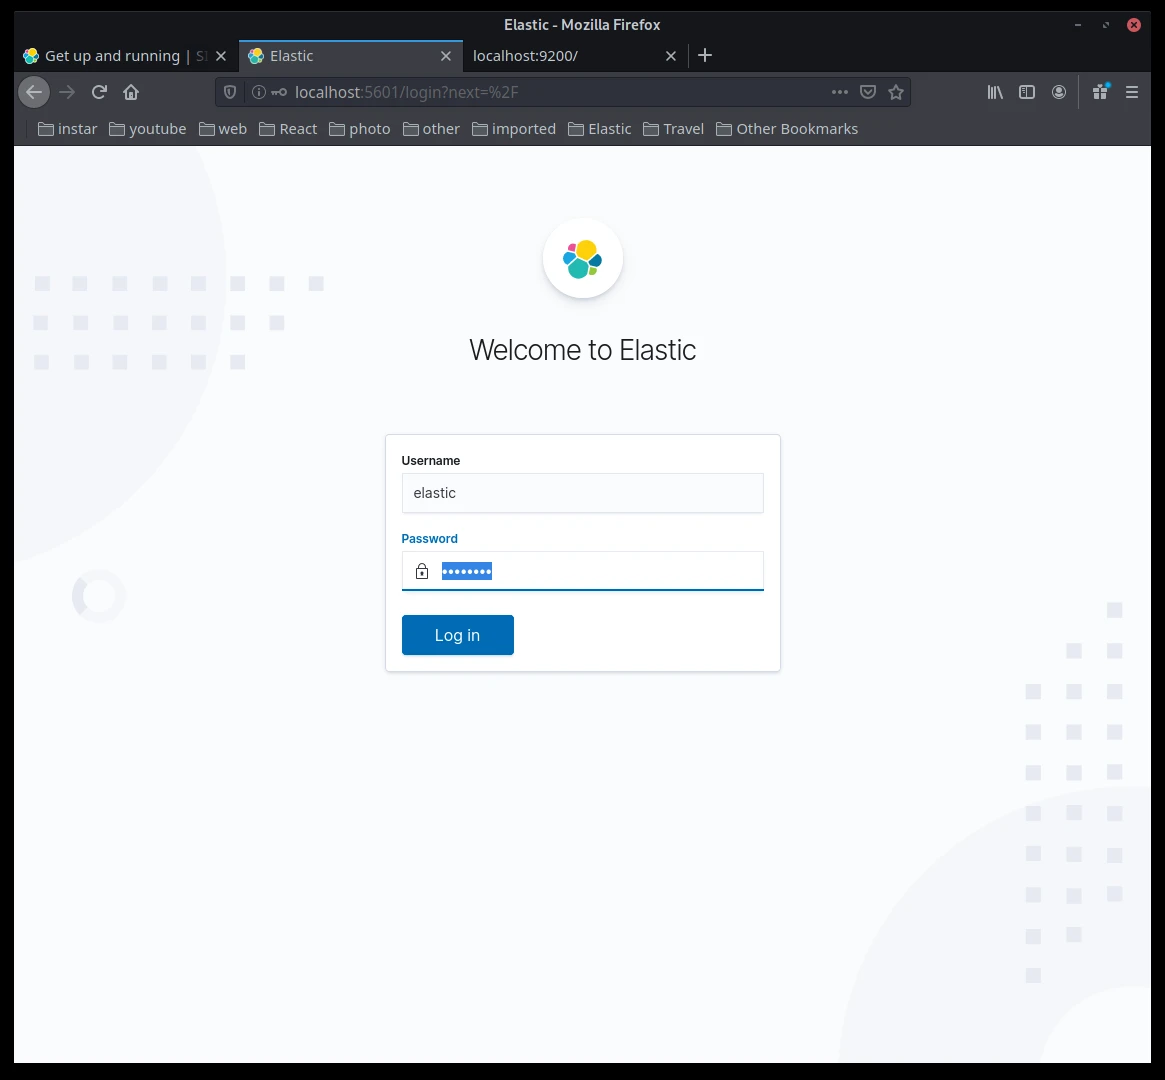 Elastic - Mozilla Firefox
Get up and running |
Elastic
localhost:9200/
localhost:5601/login?next=%2F
instar youtube web React photo other imported Elastic Travel Other Bookmarks
Welcome to Elastic
Username
elastic
Password
••••••••
Log in